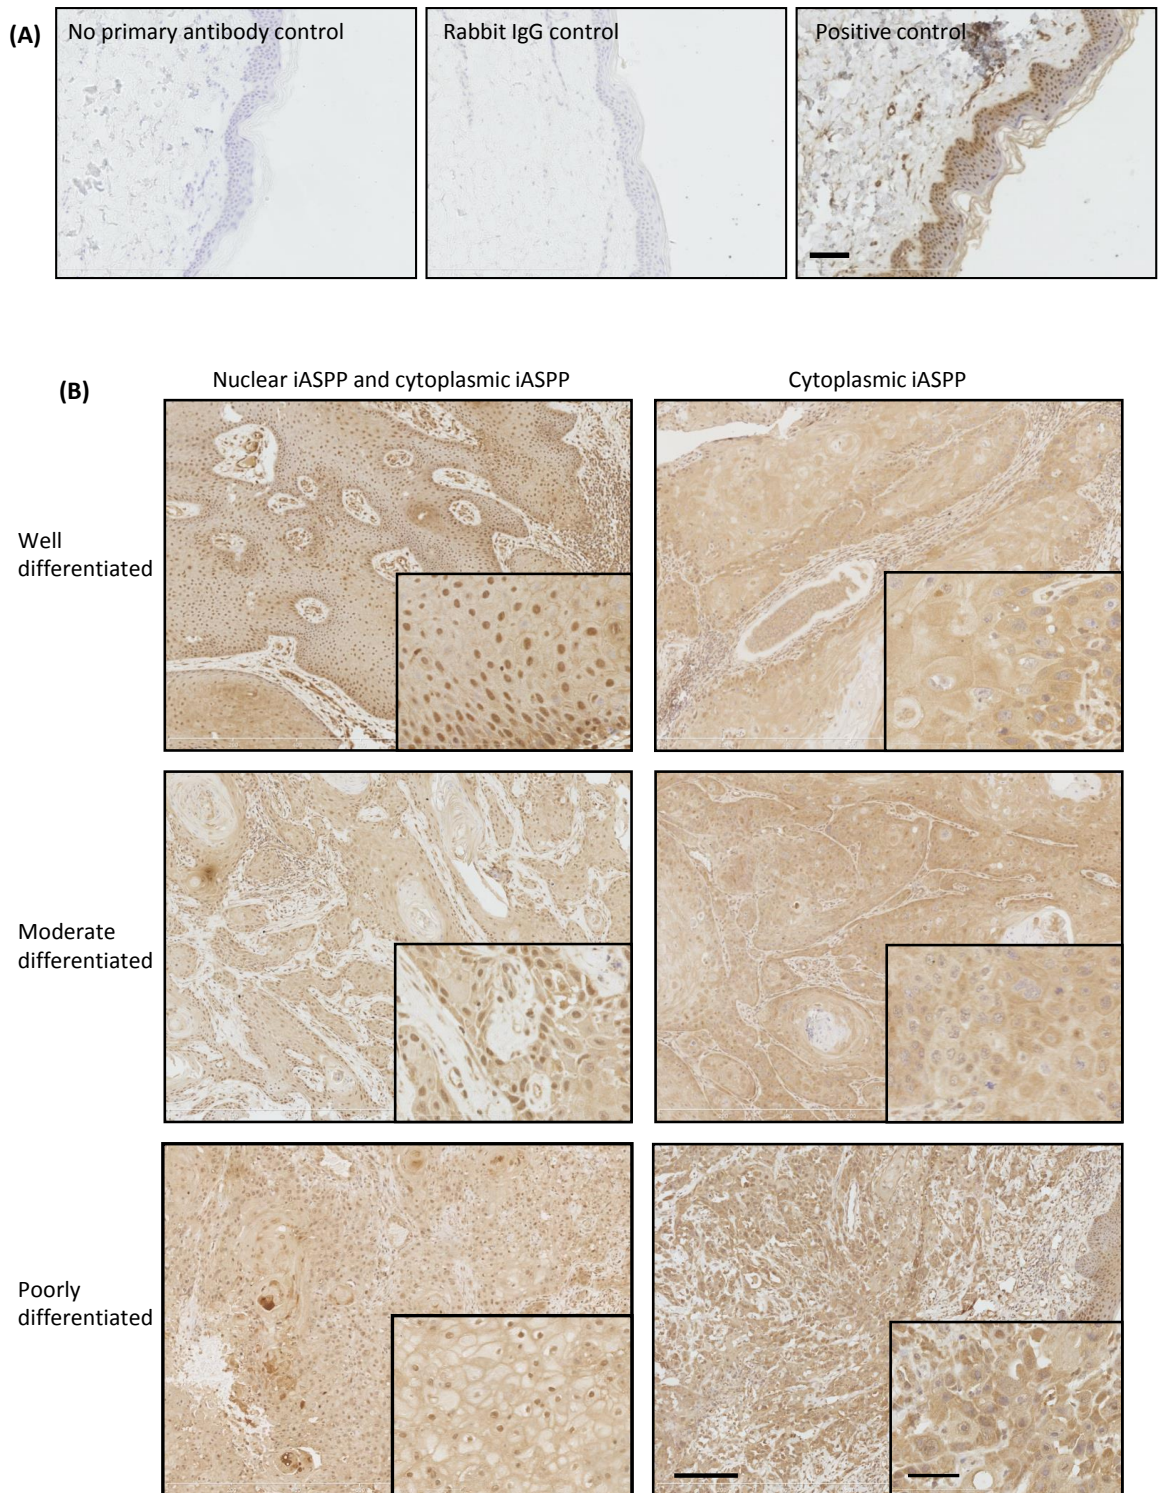 (A)
No primary antibody control
Rabbit IgG control
Positive control
(B)
Nuclear iASPP and cytoplasmic iASPP
Cytoplasmic iASPP
Well
differentiated
Moderate
differentiated
Poorly
differentiated